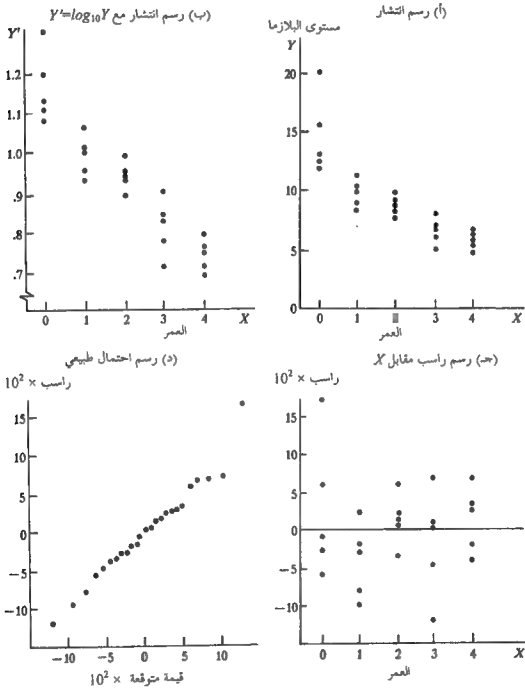 (أ) رسم انتشار
مستوى البلازما
Y
20
15
10
5
0
0 1 2 3 4 X
العمر
(ب) رسم انتشار مع Y'=log₁₀Y
Y'
1.2
1.1
1.0
.9
.8
.7
0 1 2 3 4 X
العمر
(جـ) رسم راسب مقابل X
راسب × 10²
15
10
5
0
−5
−10
0 1 2 3 4 X
العمر
(د) رسم احتمال طبيعي
راسب × 10²
15
10
5
0
−5
−10
−10 −5 0 5 10
قيمة متوقعة × 10²